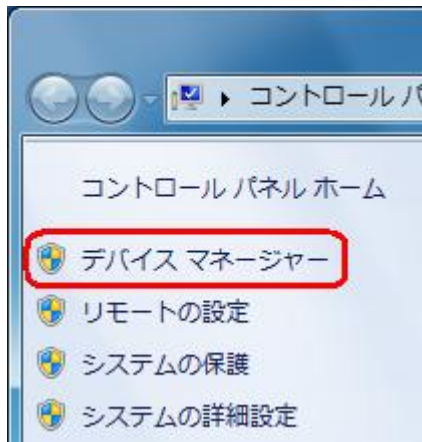 コントロール パ
コントロール パネル ホーム
デバイス マネージャー
リモートの設定
システムの保護
システムの詳細設定